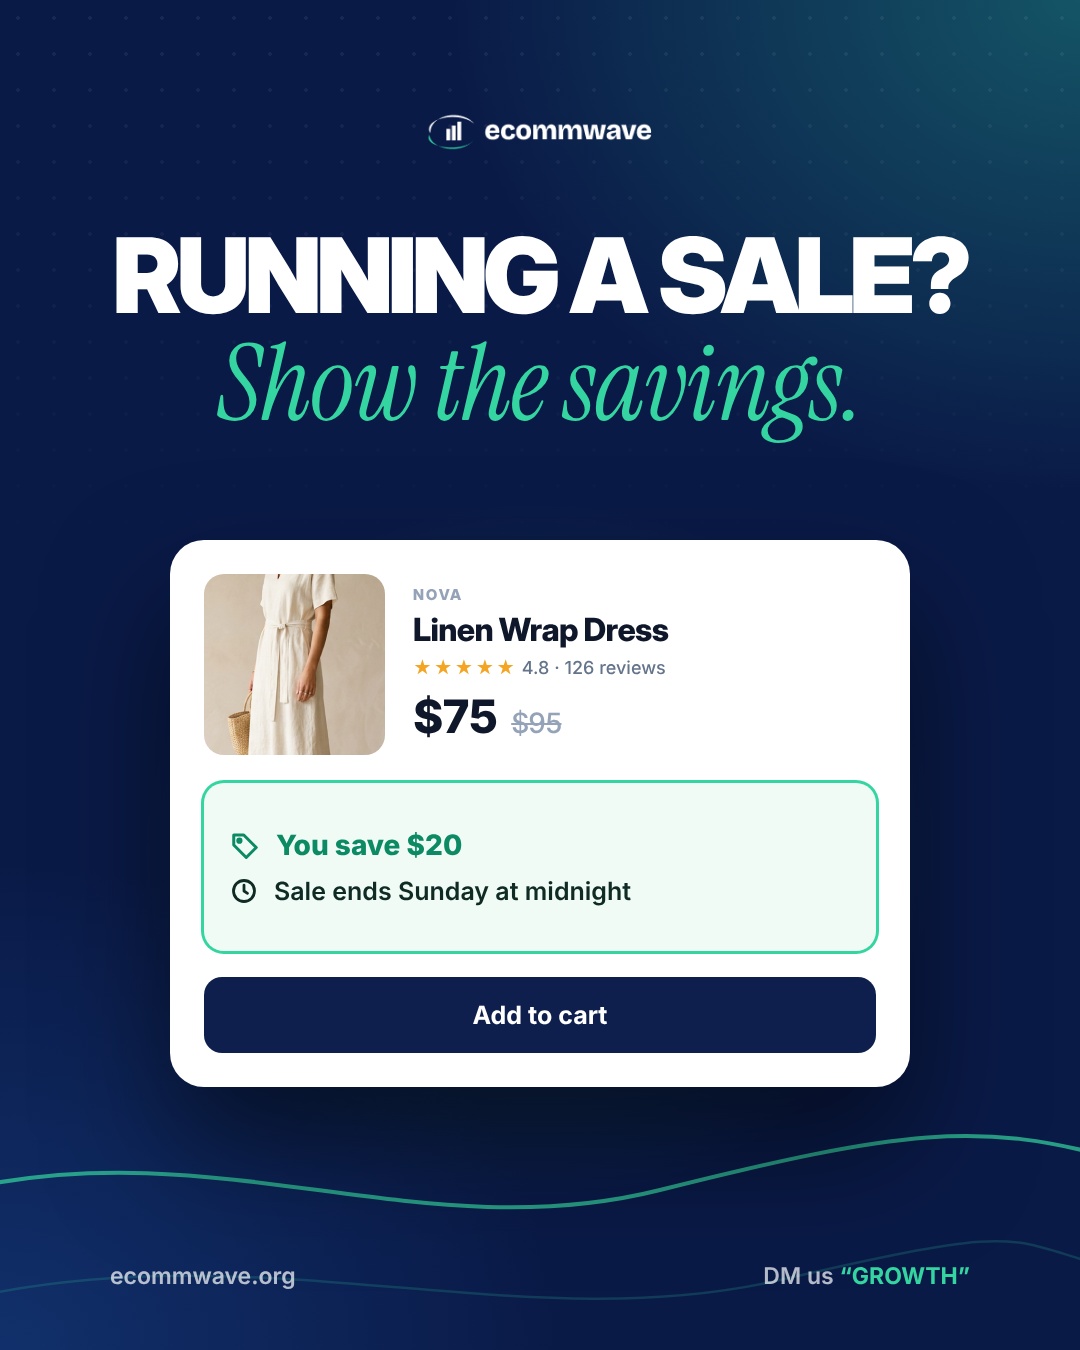 ecommwave
RUNNING A SALE?
Show the savings.
NOVA
Linen Wrap Dress
★★★★★ 4.8 · 126 reviews
$75 $95
You save $20
Sale ends Sunday at midnight
Add to cart
ecommwave.org
DM us “GROWTH”